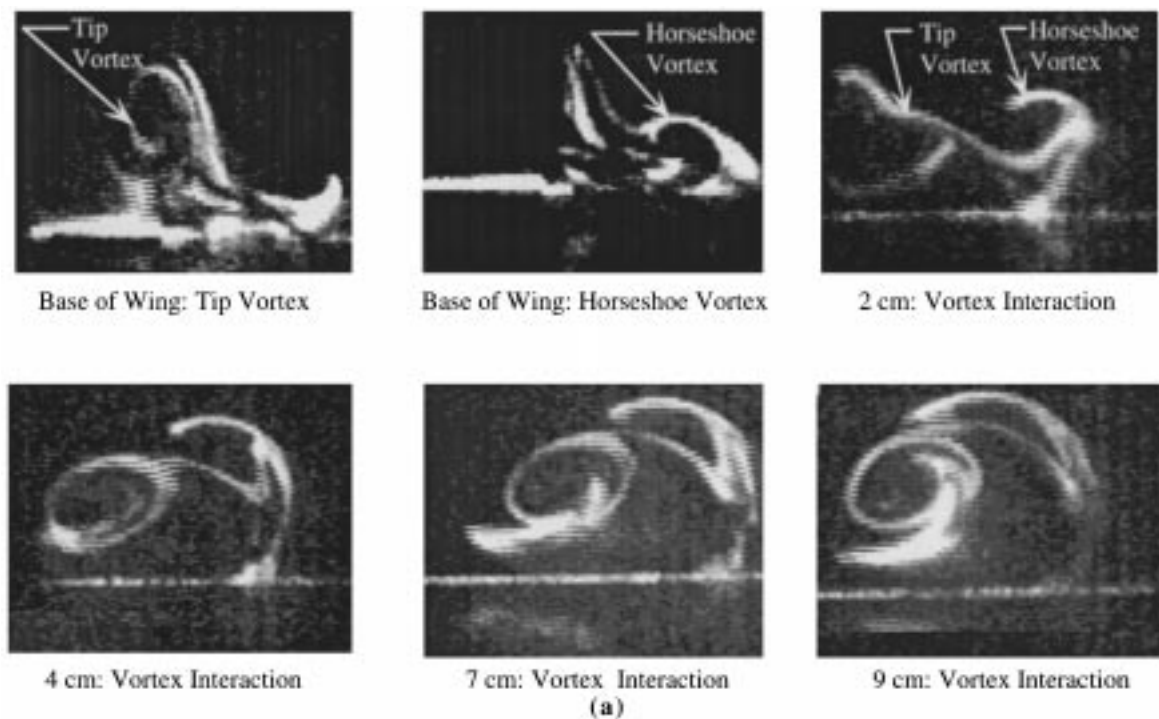 Tip
Vortex
Horseshoe
Vortex
Tip
Vortex
Horseshoe
Vortex
Base of Wing: Tip Vortex
Base of Wing: Horseshoe Vortex
2 cm: Vortex Interaction
4 cm: Vortex Interaction
7 cm: Vortex Interaction
9 cm: Vortex Interaction
(a)